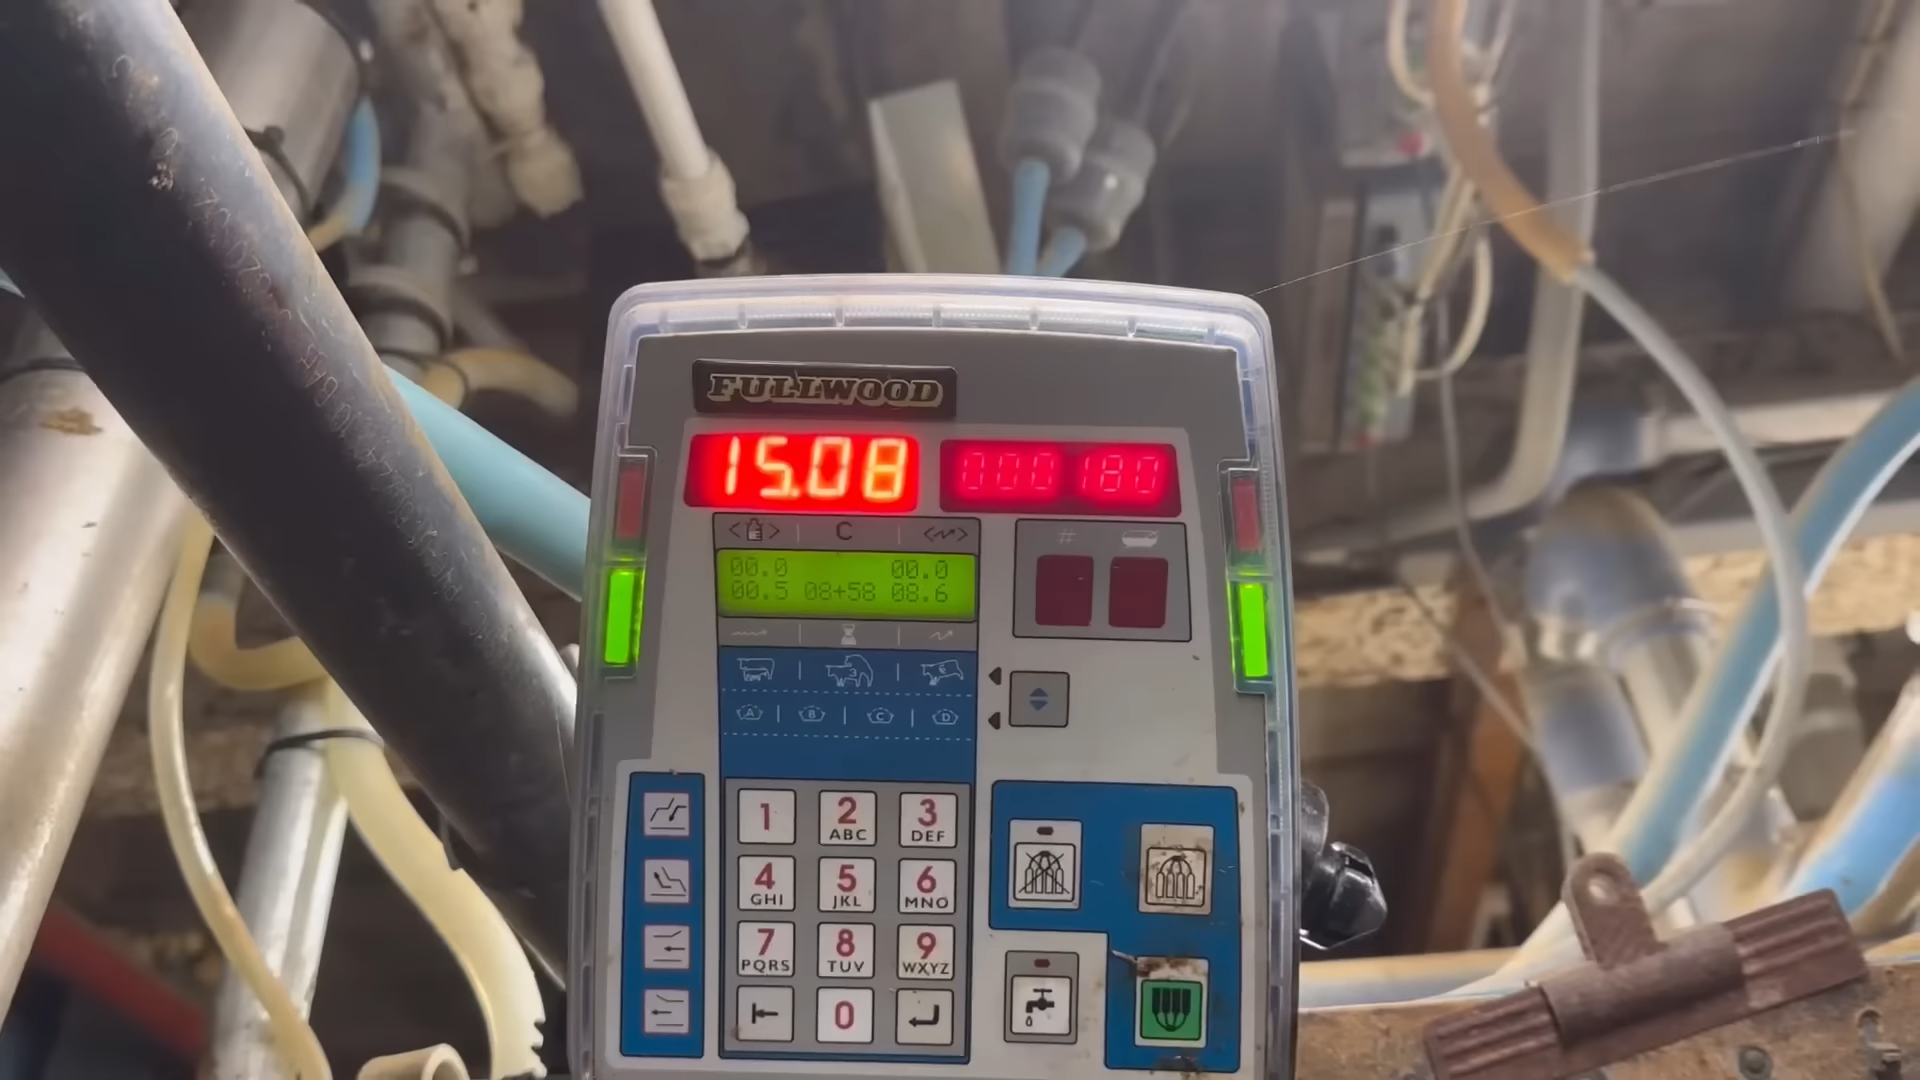 FULLWOOD
15.08 000 180
< > C < >
00.0 00.0
00.5 08+58 08.6
#
3 €
A B C D
1 2 ABC 3 DEF
4 GHI 5 JKL 6 MNO
7 PQRS 8 TUV 9 WXYZ
0